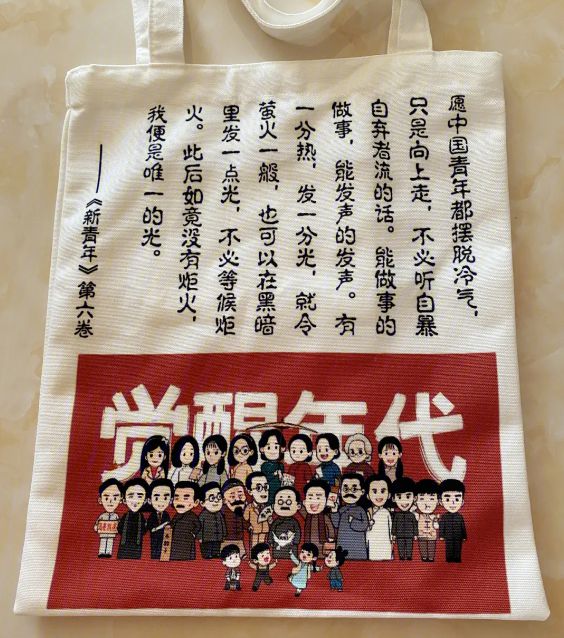 愿中国青年都摆脱冷气，
只是向上走，不必听自暴
自弃者流的话。能做事的
做事，能发声的发声。有
一分热，发一分光，就令
萤火一般，也可以在黑暗
里发一点光，不必等候炬
火。此后如竟没有炬火，
我便是唯一的光。
——《新青年》第六卷
觉醒年代